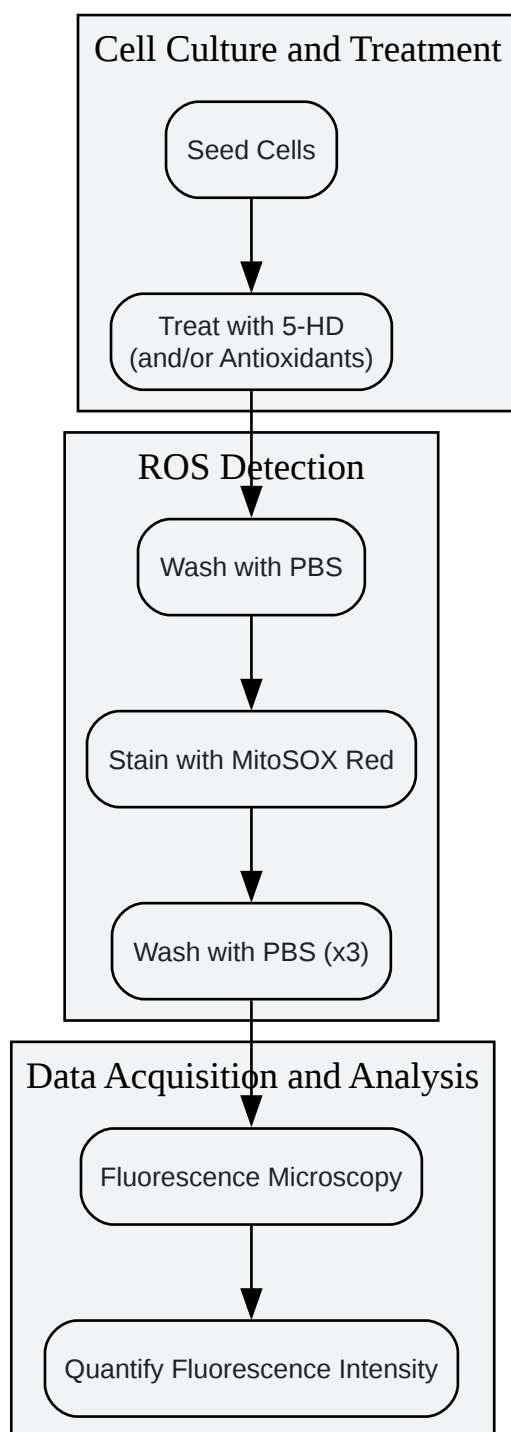 Cell Culture and Treatment
Seed Cells
Treat with 5-HD
(and/or Antioxidants)
ROS Detection
Wash with PBS
Stain with MitoSOX Red
Wash with PBS (x3)
Data Acquisition and Analysis
Fluorescence Microscopy
Quantify Fluorescence Intensity